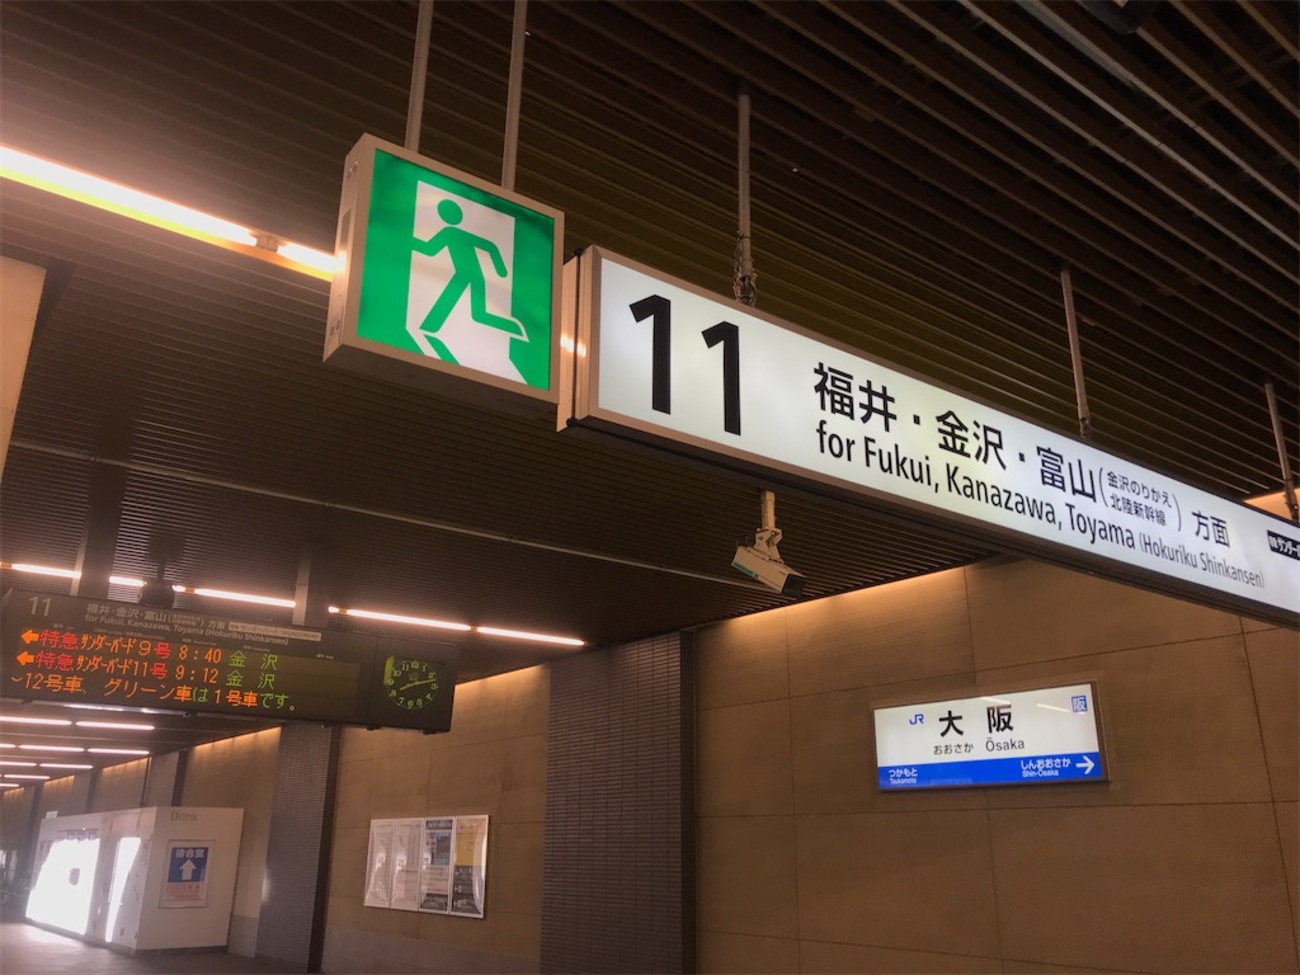 11
福井・金沢・富山(金沢のりかえ北陸新幹線)方面
for Fukui, Kanazawa, Toyama (Hokuriku Shinkansen)
11 福井・金沢・富山 方面
for Fukui, Kanazawa, Toyama (Hokuriku Shinkansen)
←特急サンダーバード9号 8:40 金沢
←特急サンダーバード11号 9:12 金沢
~12号車、グリーン車は1号車です。
JR 大阪 阪
おおさか Ōsaka
つかもと しんおおさか →
Tsukamoto Shin-Osaka
Drink
待合室